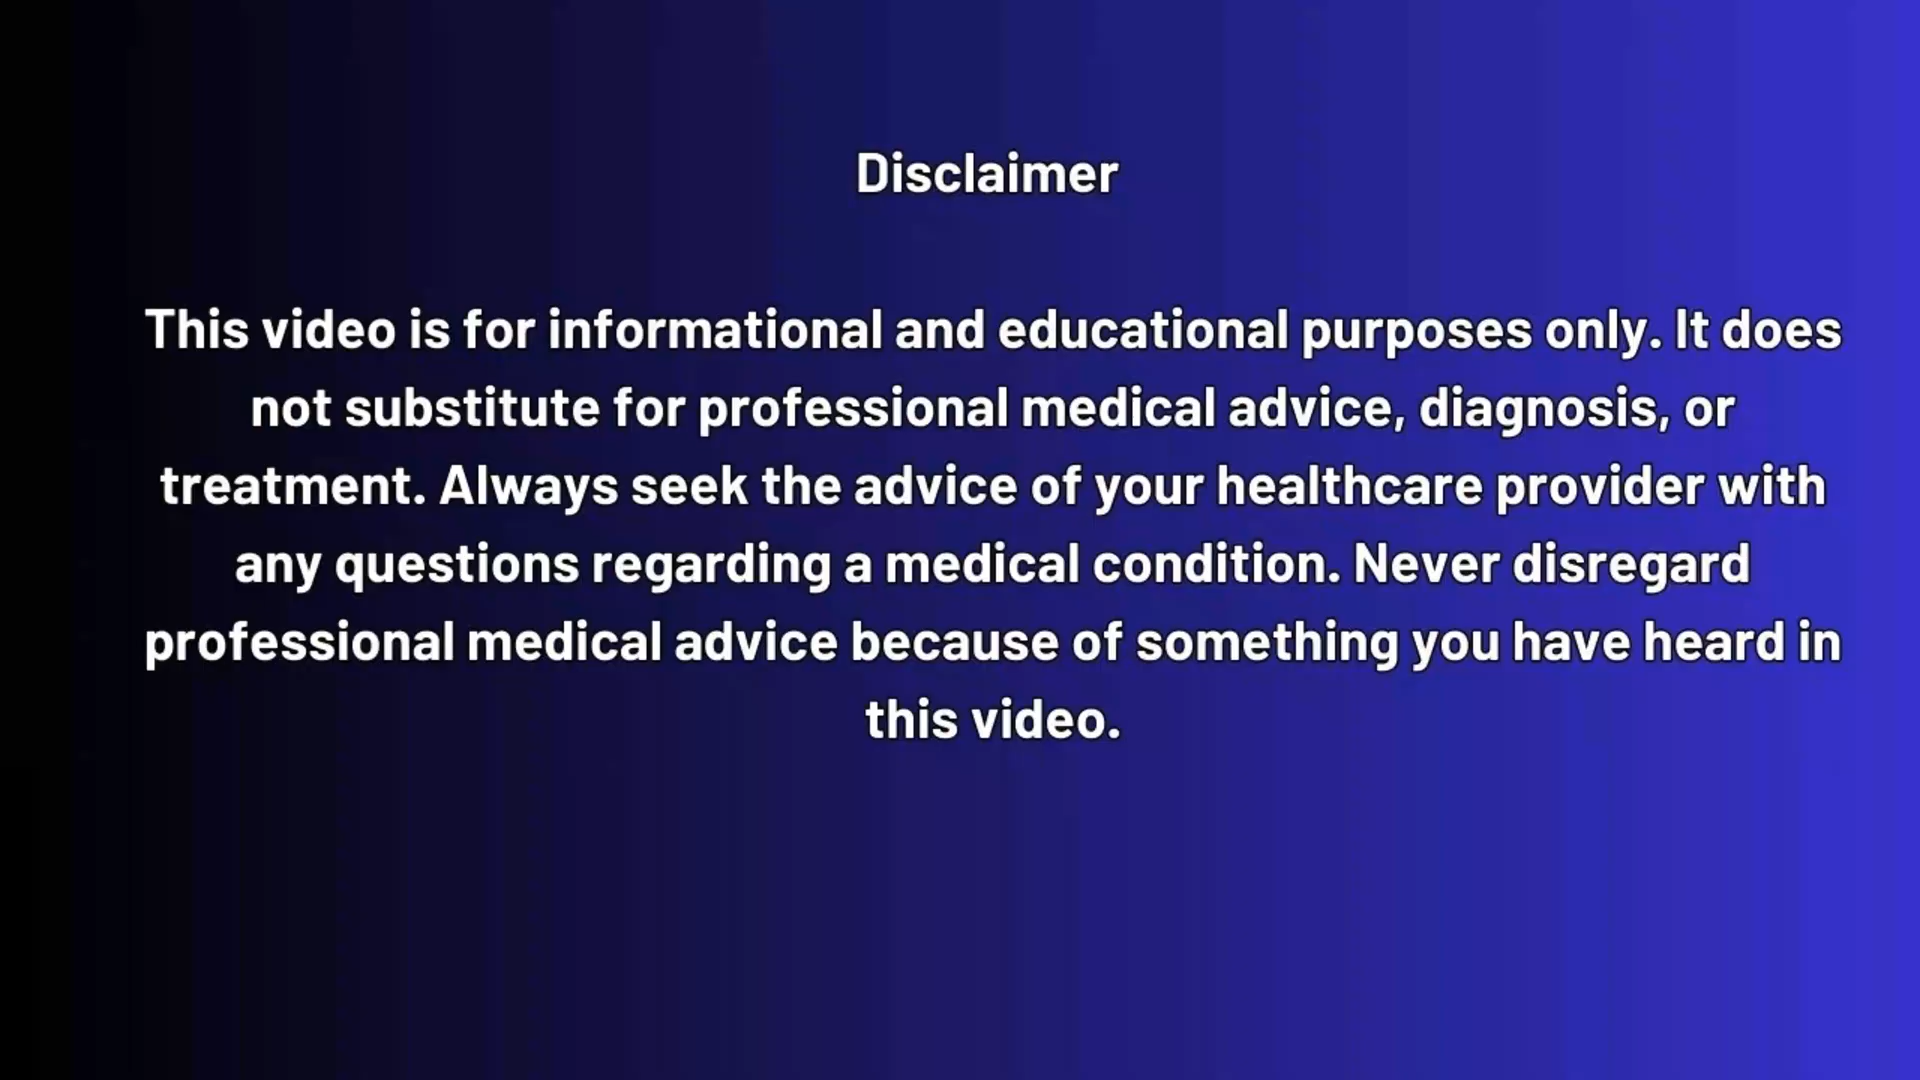 Disclaimer
This video is for informational and educational purposes only. It does
not substitute for professional medical advice, diagnosis, or
treatment. Always seek the advice of your healthcare provider with
any questions regarding a medical condition. Never disregard
professional medical advice because of something you have heard in
this video.